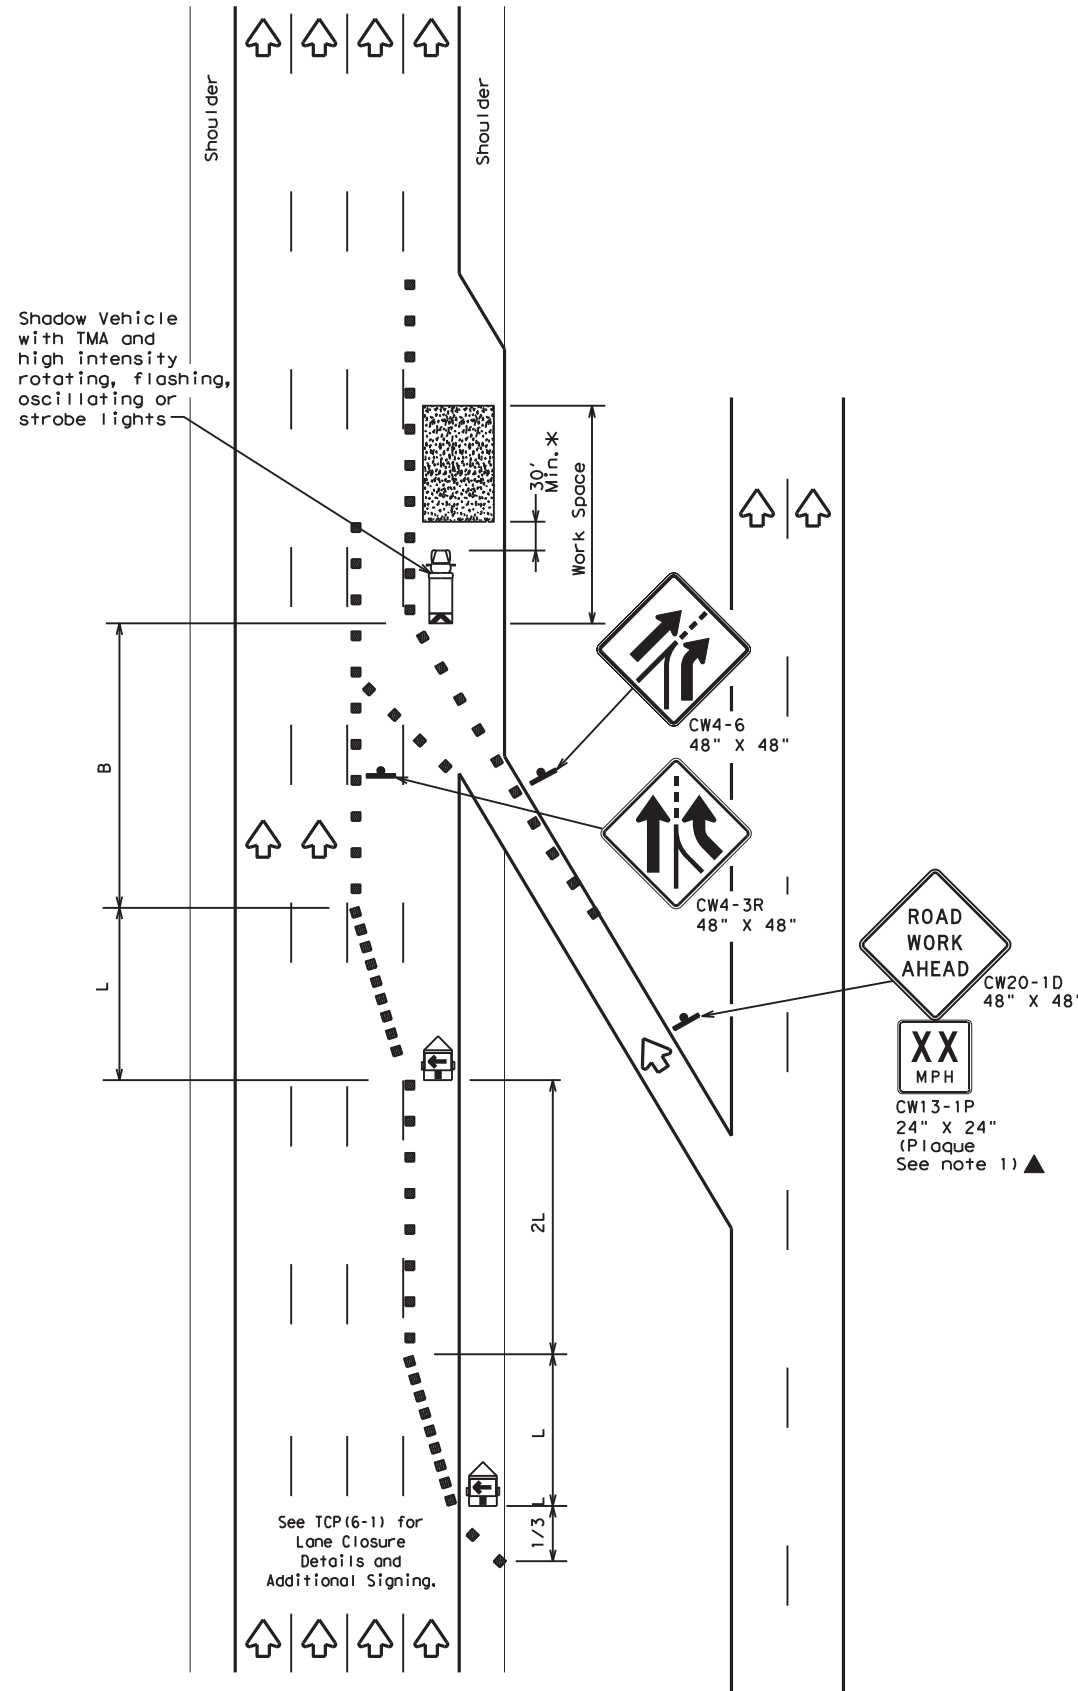 Shoulder
Shoulder
Shadow Vehicle
with TMA and
high intensity
rotating, flashing,
oscillating or
strobe lights
30'
Min.*
Work Space
CW4-6
48" X 48"
B
CW4-3R
48" X 48"
ROAD
WORK
AHEAD
CW20-1D
48" X 48"
L
XX
MPH
CW13-1P
24" X 24"
(Plaque
See note 1)▲
2L
L
1/3 L
See TCP(6-1) for
Lane Closure
Details and
Additional Signing.